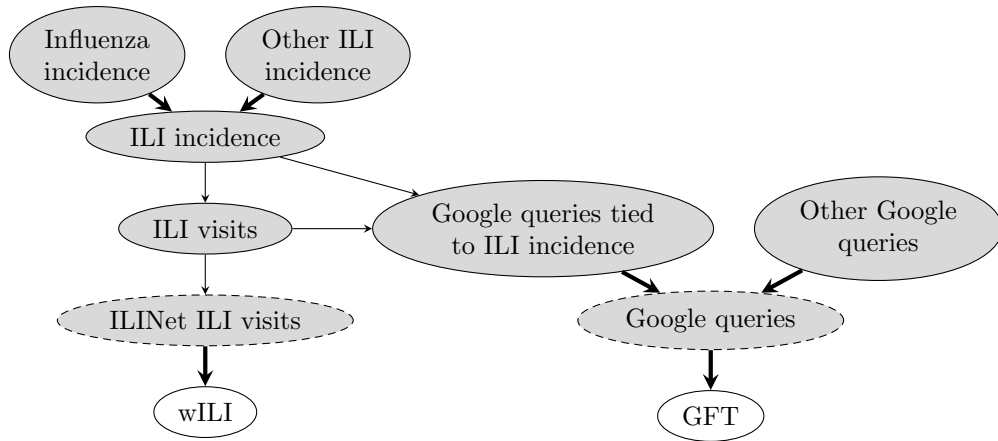 Influenza
incidence
Other ILI
incidence
ILI incidence
ILI visits
Google queries tied
to ILI incidence
Other Google
queries
ILINet ILI visits
Google queries
wILI
GFT